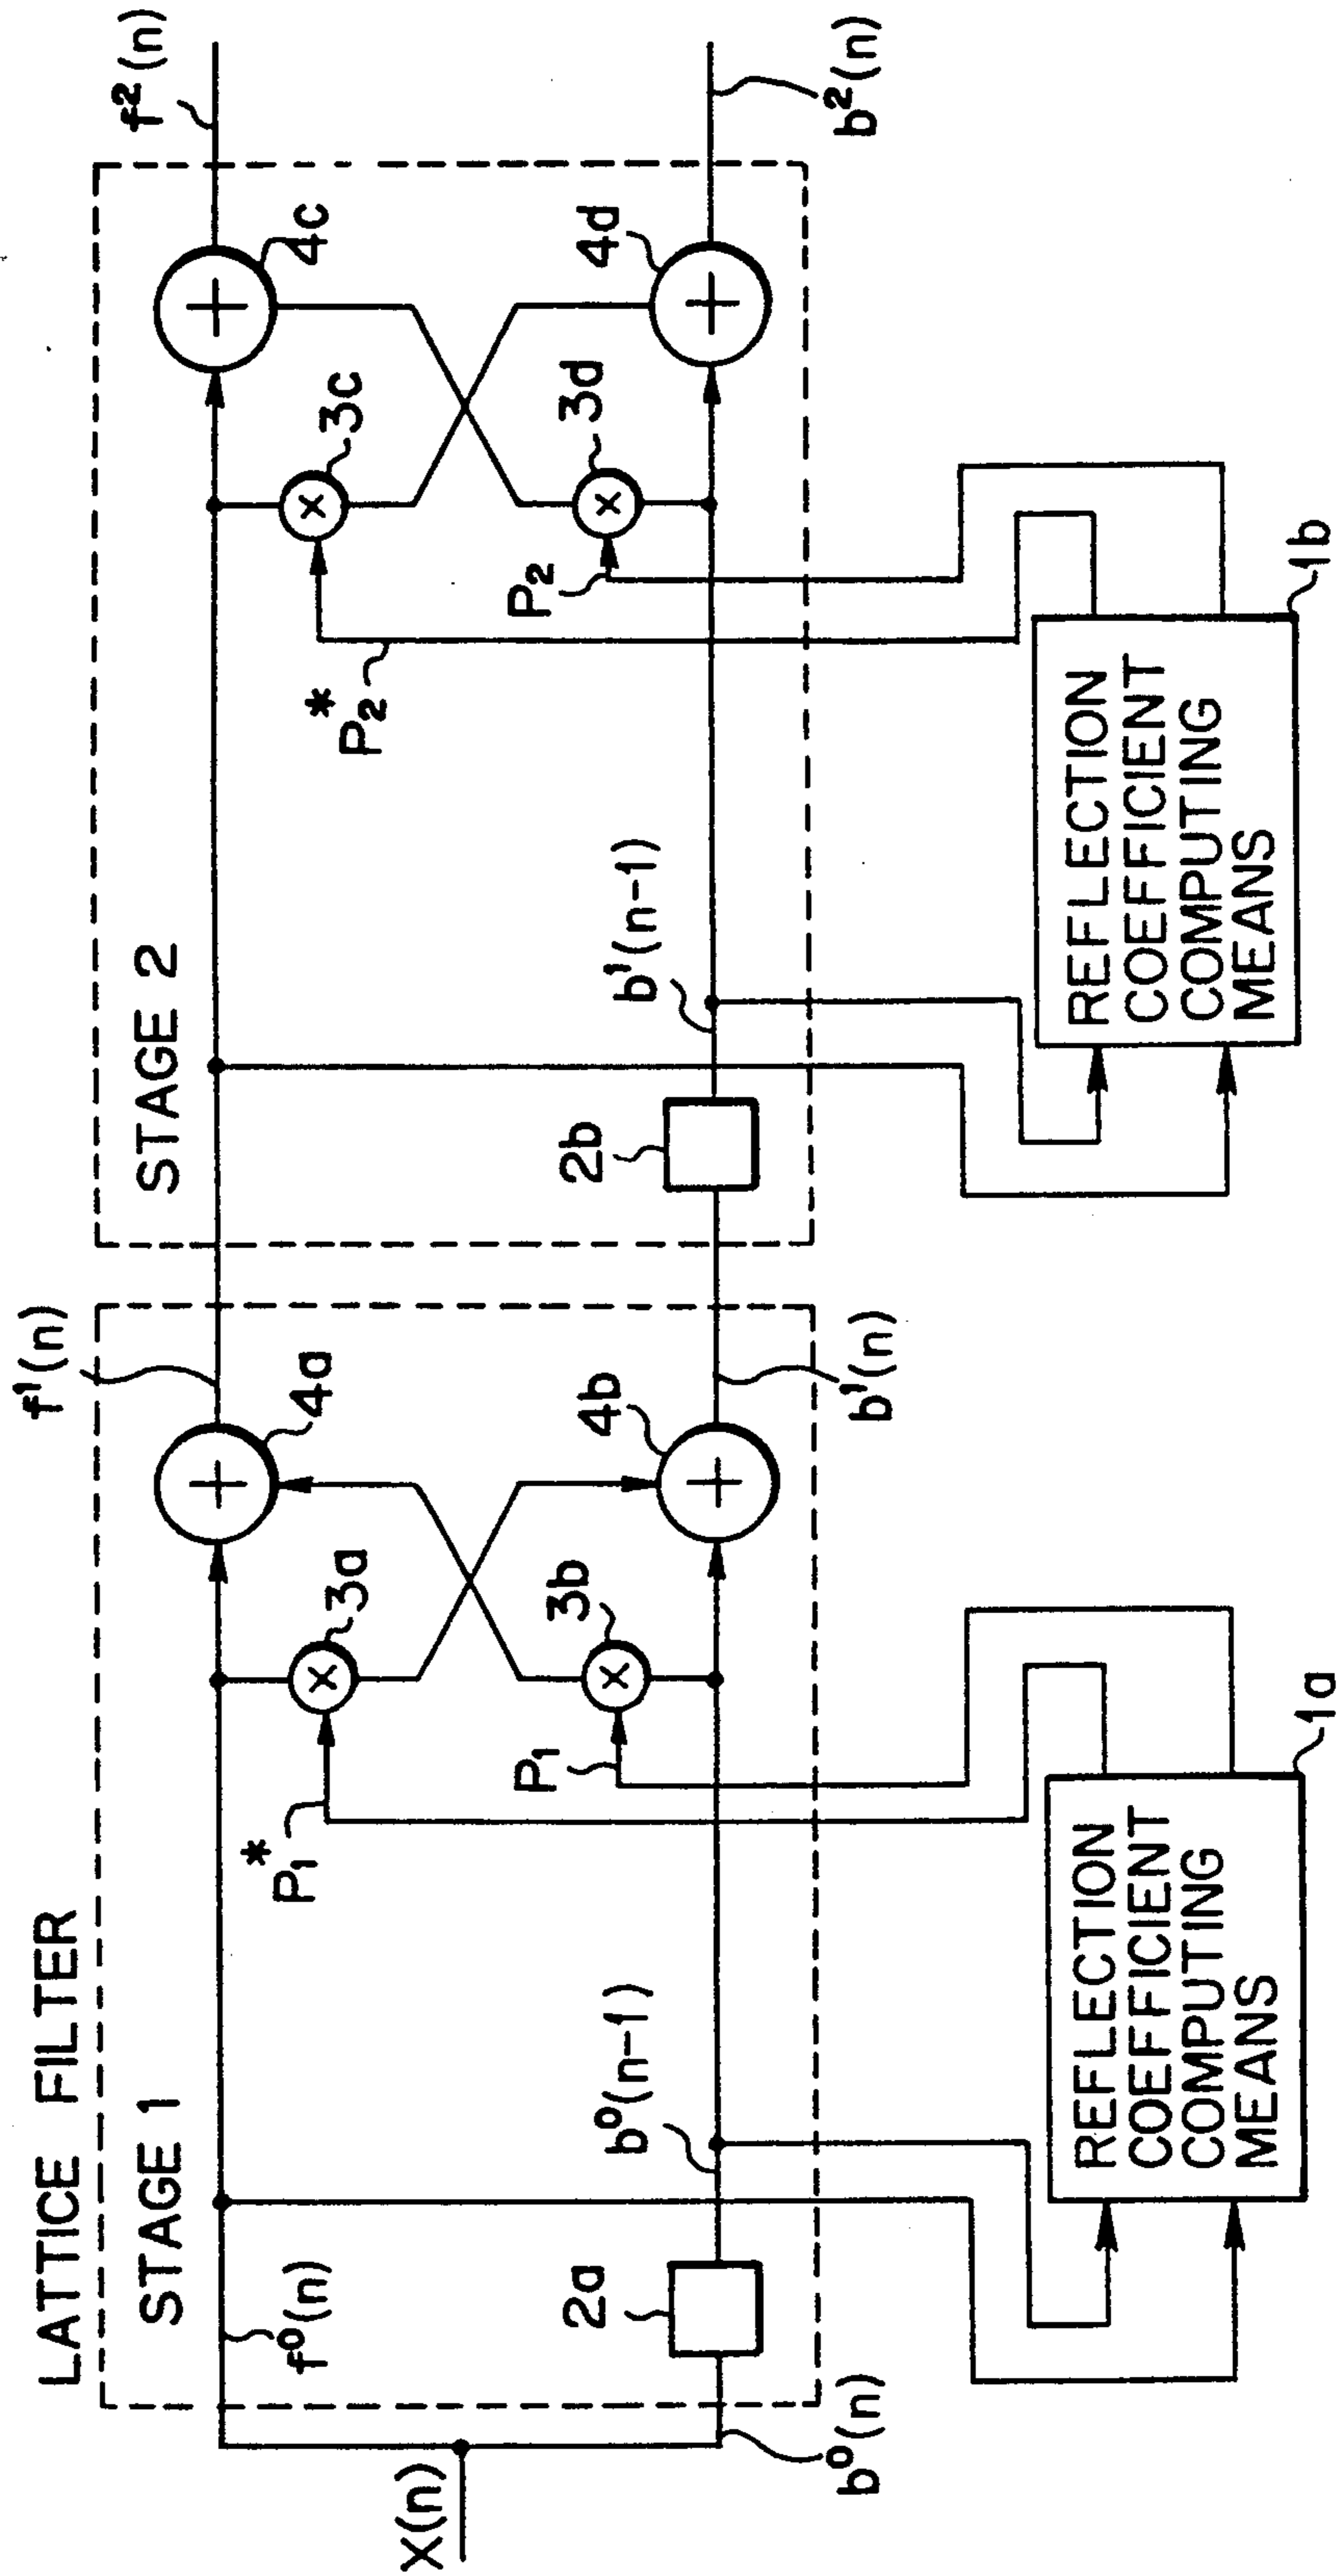 LATTICE FILTER
STAGE 1
STAGE 2
X(n)
f⁰(n)
b⁰(n)
2a
b⁰(n-1)
P₁*
P₁
3a
3b
4a
4b
f¹(n)
b¹(n)
2b
b¹(n-1)
P₂*
P₂
3c
3d
4c
4d
f²(n)
b²(n)
REFLECTION
COEFFICIENT
COMPUTING
MEANS
1a
REFLECTION
COEFFICIENT
COMPUTING
MEANS
1b